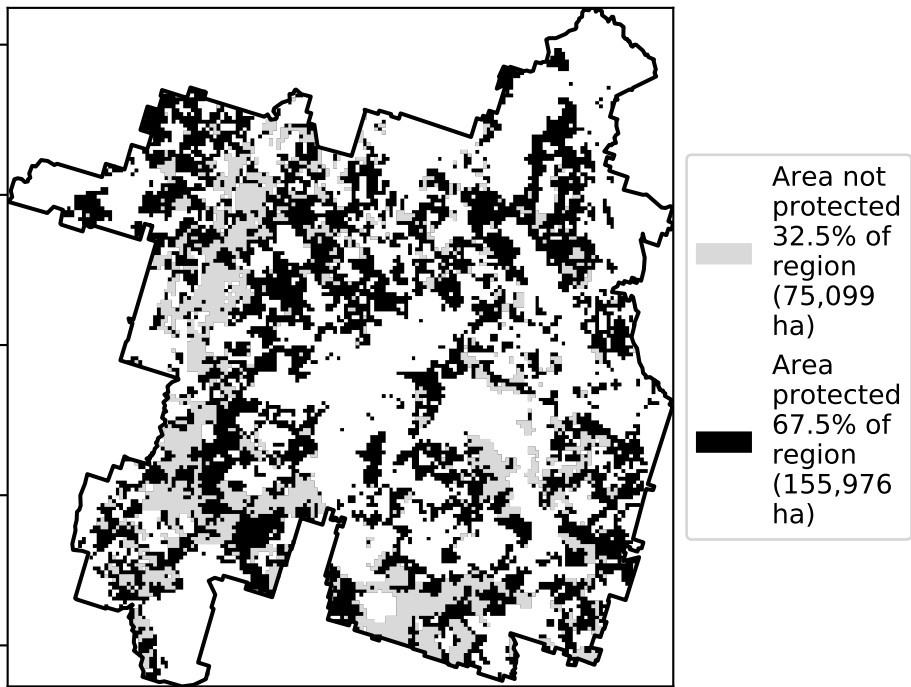 Area not
protected
32.5% of
region
(75,099
ha)
Area
protected
67.5% of
region
(155,976
ha)